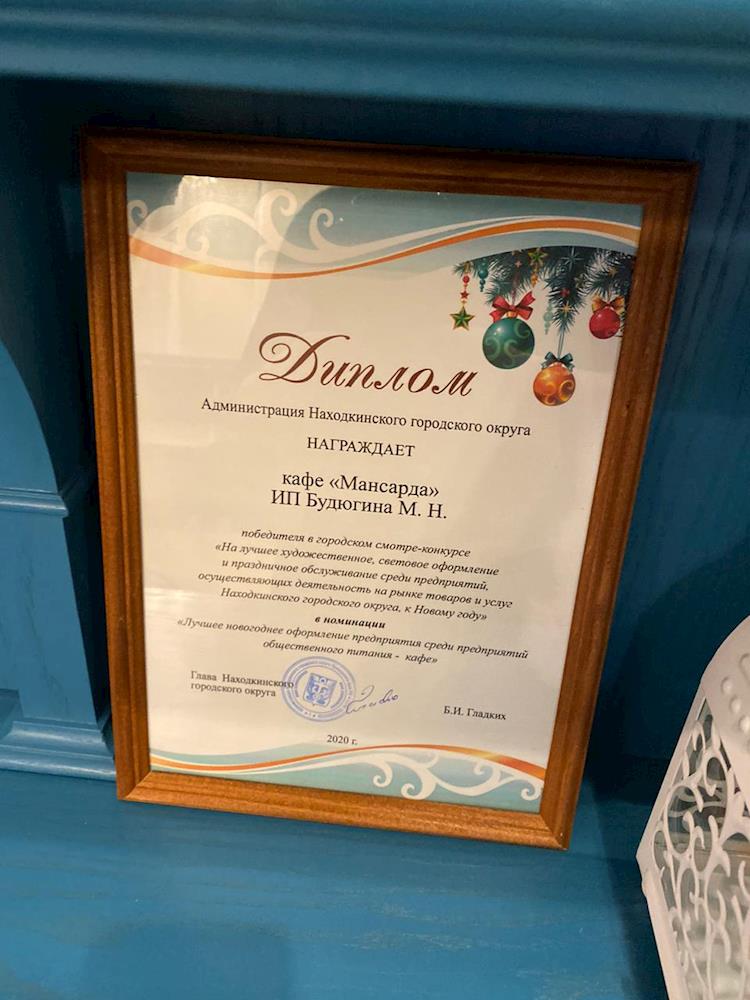 Диплом
Администрация Находкинского городского округа
НАГРАЖДАЕТ
кафе «Мансарда»
ИП Будюгина М. Н.
победителя в городском смотре-конкурсе
«На лучшее художественное, световое оформление
и праздничное обслуживание среди предприятий,
осуществляющих деятельность на рынке товаров и услуг
Находкинского городского округа, к Новому году»
в номинации
«Лучшее новогоднее оформление предприятия среди предприятий
общественного питания - кафе»
Глава Находкинского
городского округа
Б.И. Гладких
2020 г.